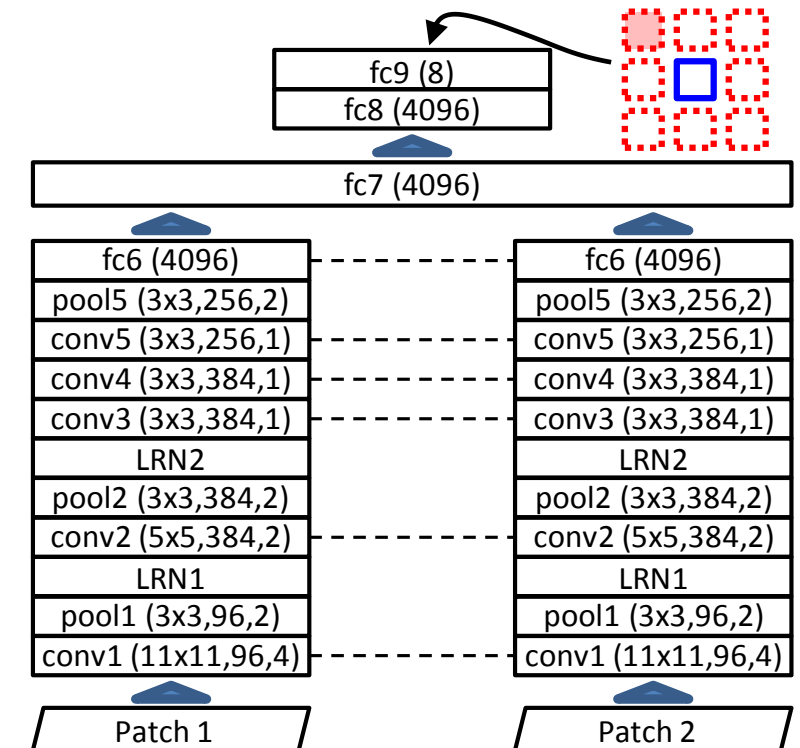 fc9 (8)
fc8 (4096)
fc7 (4096)
fc6 (4096)
pool5 (3x3,256,2)
conv5 (3x3,256,1)
conv4 (3x3,384,1)
conv3 (3x3,384,1)
LRN2
pool2 (3x3,384,2)
conv2 (5x5,384,2)
LRN1
pool1 (3x3,96,2)
conv1 (11x11,96,4)
Patch 1
fc6 (4096)
pool5 (3x3,256,2)
conv5 (3x3,256,1)
conv4 (3x3,384,1)
conv3 (3x3,384,1)
LRN2
pool2 (3x3,384,2)
conv2 (5x5,384,2)
LRN1
pool1 (3x3,96,2)
conv1 (11x11,96,4)
Patch 2